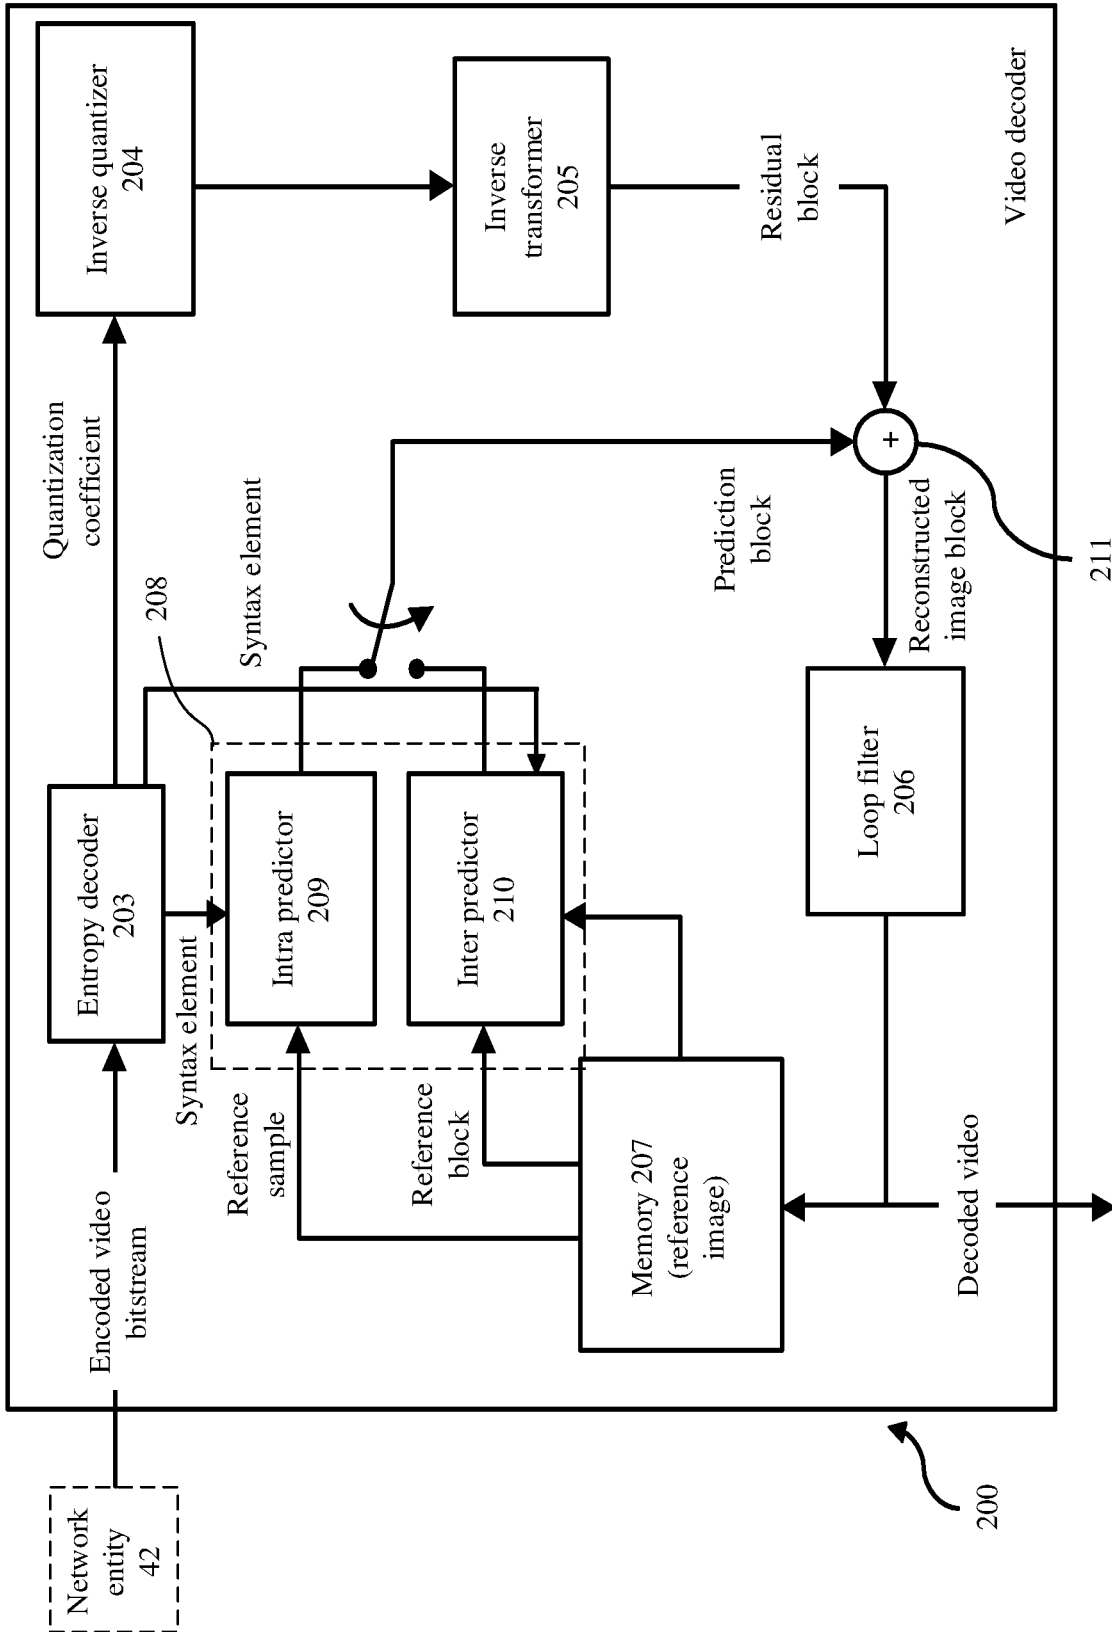 Network
entity
42
Encoded video
bitstream
Entropy decoder
203
Quantization
coefficient
Inverse quantizer
204
Syntax element
208
Syntax element
Intra predictor
209
Inter predictor
210
Reference
sample
Reference
block
Inverse
transformer
205
Memory 207
(reference
image)
Prediction
block
Residual
block
+
Reconstructed
image block
Loop filter
206
Decoded video
Video decoder
211
200